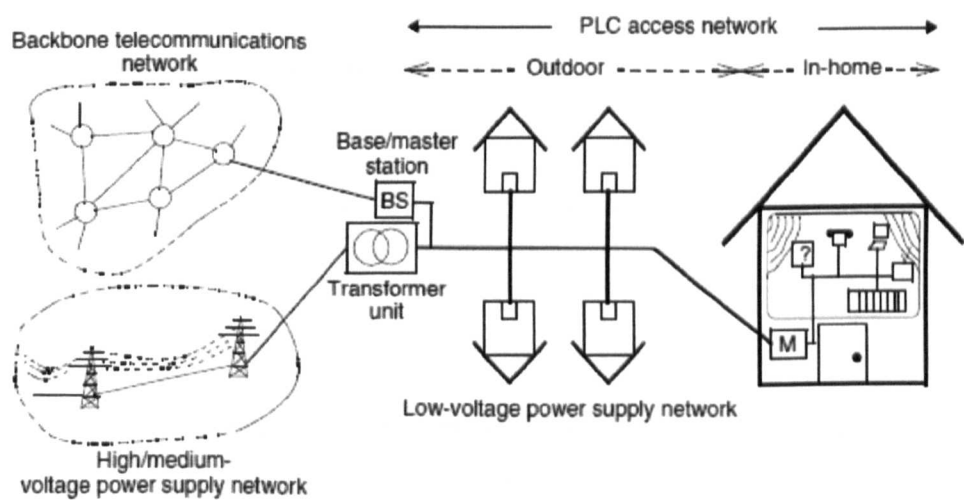 PLC access network
Backbone telecommunications
network
Outdoor
In-home
Base/master
station
BS
?
Transformer
unit
M
Low-voltage power supply network
High/medium-
voltage power supply network